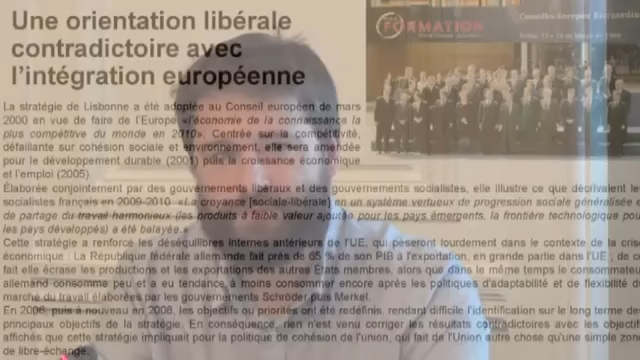 Une orientation libérale
contradictoire avec
l'intégration européenne
FORMATION
La stratégie de Lisbonne a été adoptée au Conseil européen de mars
2000 en vue de faire de l'Europe «l'économie de la connaissance la
plus compétitive du monde en 2010». Centrée sur la compétitivité,
défaillante sur cohésion sociale et environnement, elle sera amendée
pour le développement durable (2001) puis la croissance économique
et l'emploi (2005).
Élaborée conjointement par des gouvernements libéraux et des gouvernements socialistes, elle illustre ce que décrivaient les
socialistes français en 2009-2010 «La croyance [sociale-libérale] en un système vertueux de progression sociale généralisée e
de partage du travail harmonieux (les produits à faible valeur ajoutée pour les pays émergents, la frontière technologique pour
les pays développés) a été balayée.»
Cette stratégie a renforcé les déséquilibres internes antérieurs de l'UE, qui pèseront lourdement dans le contexte de la cris
économique : La République fédérale allemande fait près de 65 % de son PIB à l'exportation, en grande partie dans l'UE ; de ce
fait elle écrase les productions et les exportations des autres États membres, alors que dans le même temps le consommateu
allemand consomme peu et a eu tendance à moins consommer encore après les politiques d'adaptabilité et de flexibilité du
marché du travail élaborées par les gouvernements Schröder puis Merkel.
En 2006, puis à nouveau en 2008, les objectifs ou priorités ont été redéfinis, rendant difficile l'identification sur le long terme des
principaux objectifs de la stratégie. En conséquence, rien n'est venu corriger les résultats contradictoires avec les objectifs
affichés que cette stratégie impliquait pour la politique de cohésion de l'union, qui fait de l'Union autre chose qu'une simple zone
de libre-échange.